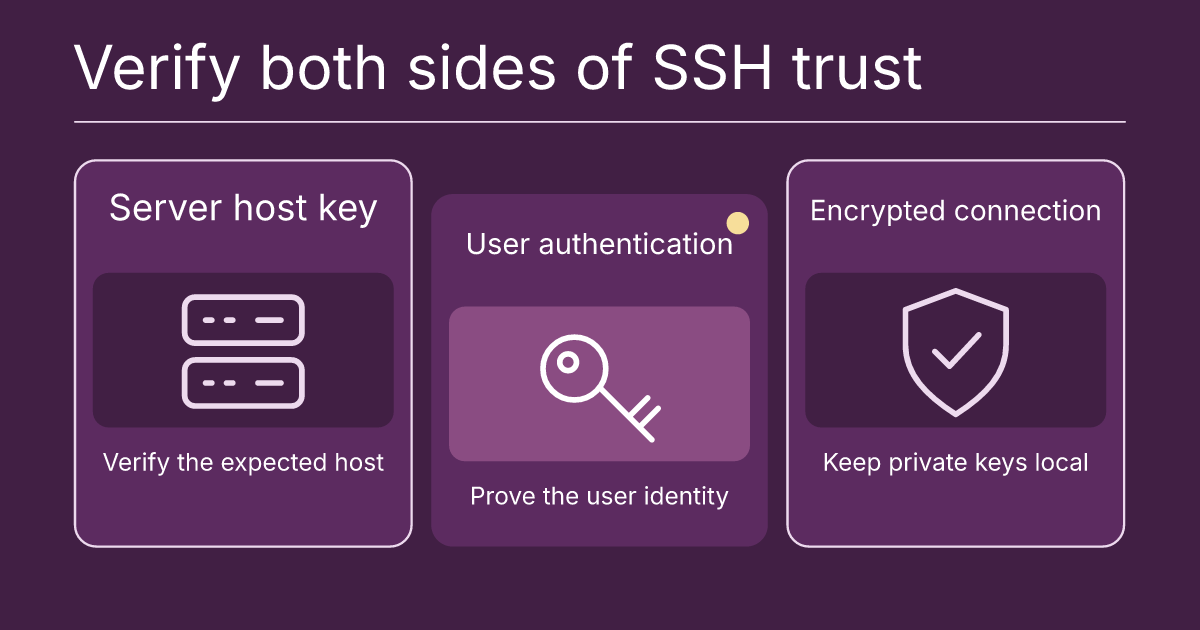 Verify both sides of SSH trust
Server host key
Verify the expected host
User authentication
Prove the user identity
Encrypted connection
Keep private keys local